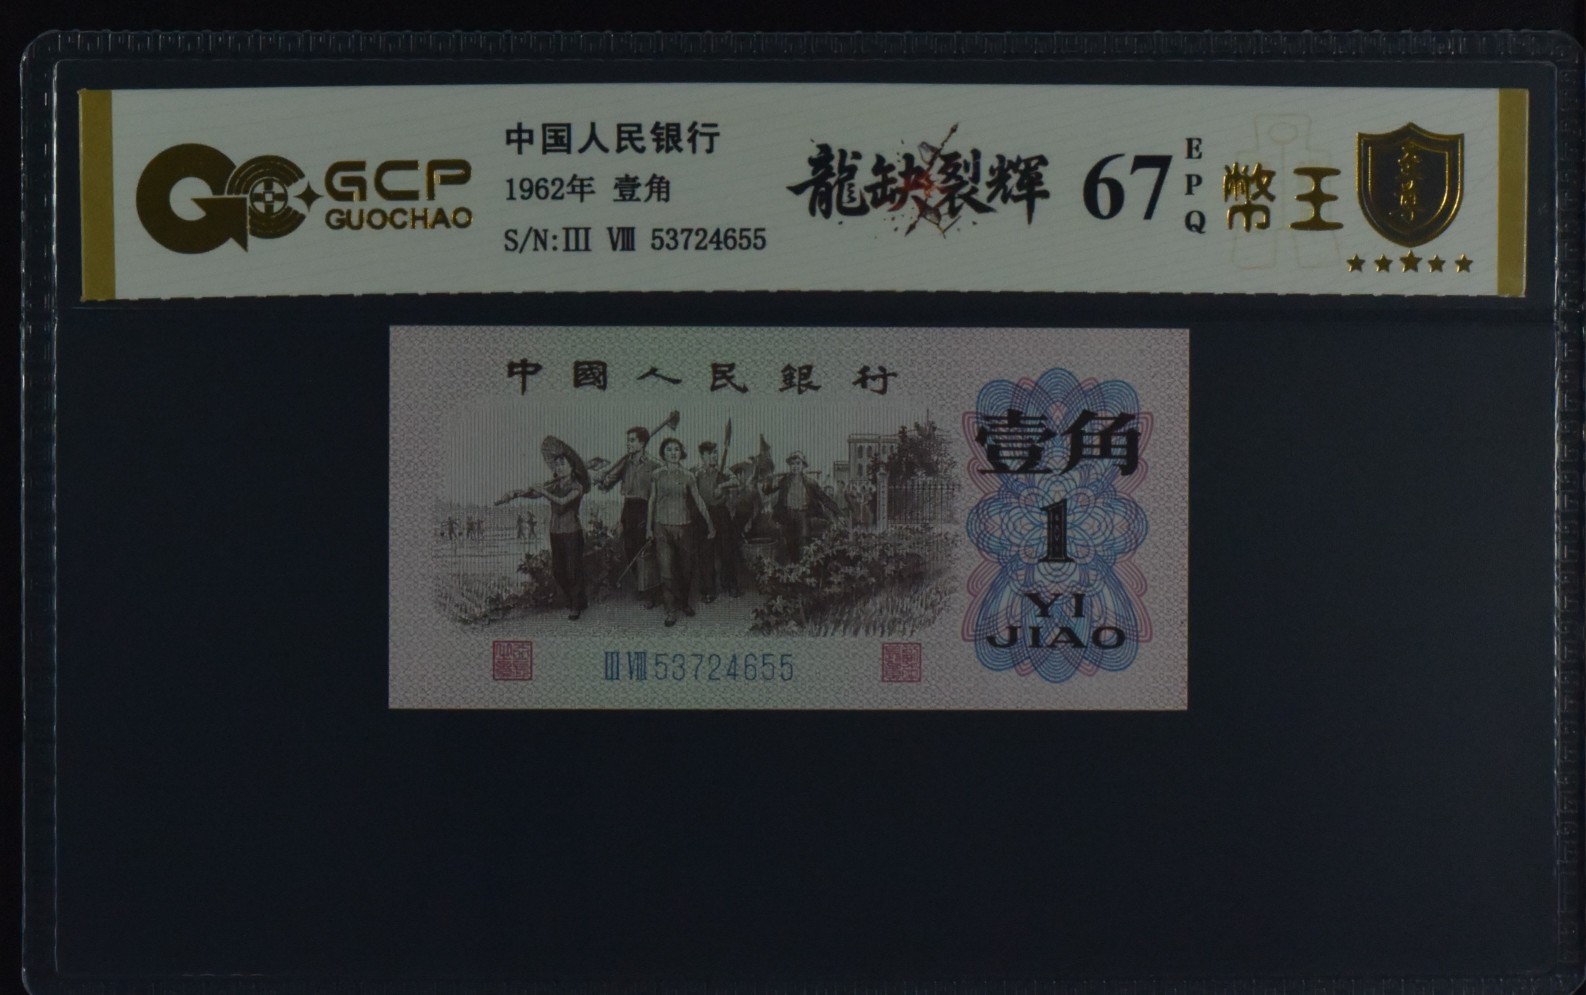 GCP
GUOCHAO
中国人民银行
1962年 壹角
S/N:III VIII 53724655
龍缺裂輝
67
EPQ
幣王
中國人民銀行
壹角
1
YI
JIAO
III VIII 53724655